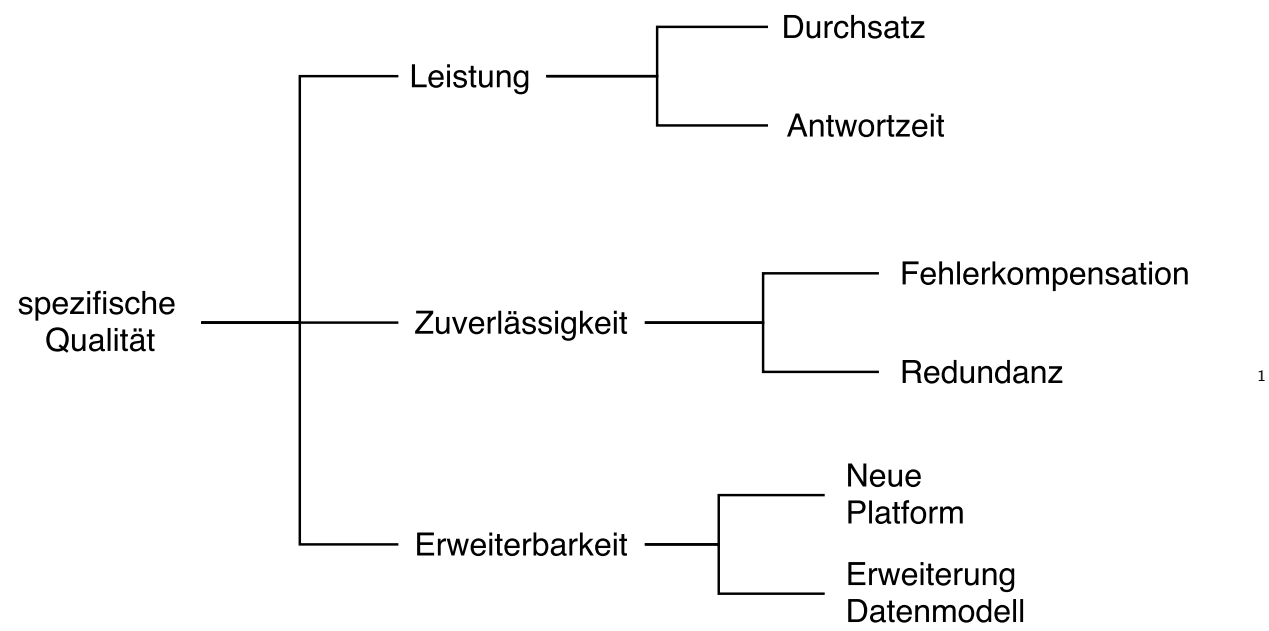 Durchsatz
Leistung
Antwortzeit
spezifische
Qualität
Zuverlässigkeit
Fehlerkompensation
Redundanz
1
Erweiterbarkeit
Neue
Platform
Erweiterung
Datenmodell